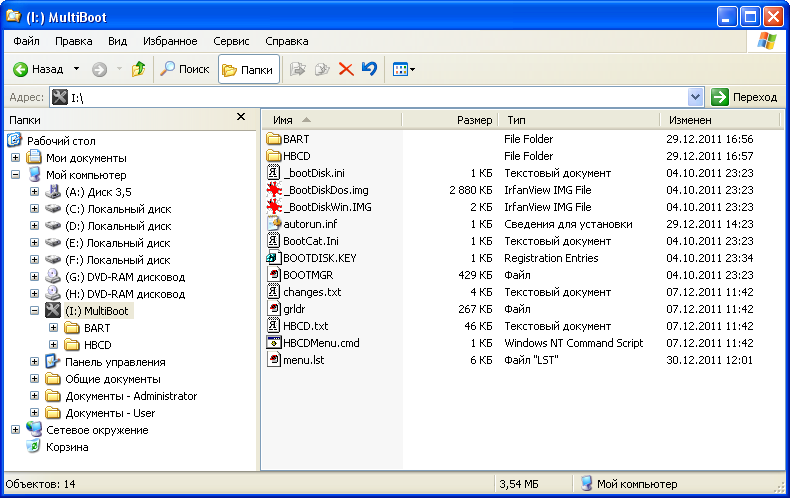 (I:) MultiBoot
Файл Правка Вид Избранное Сервис Справка
Назад Поиск Папки
Адрес: I:\ Переход
Папки
Рабочий стол
Мои документы
Мой компьютер
(A:) Диск 3,5
(C:) Локальный диск
(D:) Локальный диск
(E:) Локальный диск
(F:) Локальный диск
(G:) DVD-RAM дисковод
(H:) DVD-RAM дисковод
(I:) MultiBoot
BART
HBCD
Панель управления
Общие документы
Документы - Administrator
Документы - User
Сетевое окружение
Корзина
Имя Размер Тип Изменен
BART File Folder 29.12.2011 16:56
HBCD File Folder 29.12.2011 16:57
_bootDisk.ini 1 КБ Текстовый документ 04.10.2011 23:23
_BootDiskDos.img 2 880 КБ IrfanView IMG File 04.10.2011 23:23
_BootDiskWin.IMG 2 КБ IrfanView IMG File 04.10.2011 23:23
autorun.inf 1 КБ Сведения для установки 29.12.2011 14:23
BootCat.Ini 1 КБ Текстовый документ 04.10.2011 23:23
BOOTDISK.KEY 1 КБ Registration Entries 04.10.2011 23:34
BOOTMGR 429 КБ Файл 04.10.2011 23:23
changes.txt 4 КБ Текстовый документ 07.12.2011 11:42
grldr 267 КБ Файл 07.12.2011 11:42
HBCD.txt 46 КБ Текстовый документ 07.12.2011 11:42
HBCDMenu.cmd 1 КБ Windows NT Command Script 07.12.2011 11:42
menu.lst 6 КБ Файл "LST" 30.12.2011 12:01
Объектов: 14 3,54 МБ Мой компьютер